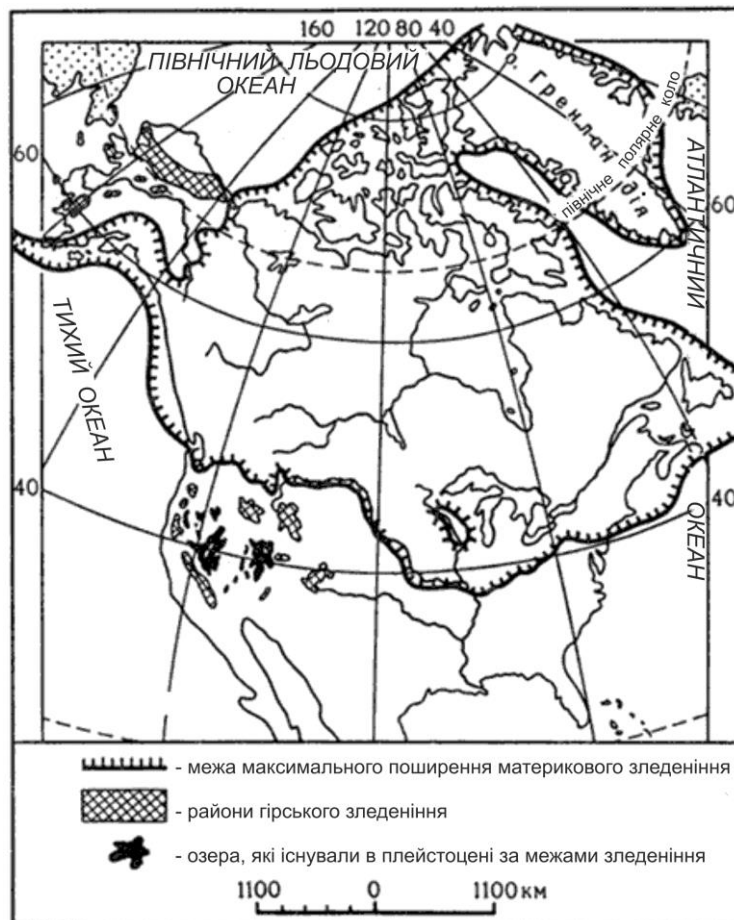 160 120 80 40
ПІВНІЧНИЙ ЛЬОДОВИЙ
ОКЕАН
о. Гренландія
північне полярне коло
60
АТЛАНТИЧНИЙ
60
ТИХИЙ ОКЕАН
40
40
ОКЕАН
- межа максимального поширення материкового зледеніння
- райони гірського зледеніння
- озера, які існували в плейстоцені за межами зледеніння
1100 0 1100 км